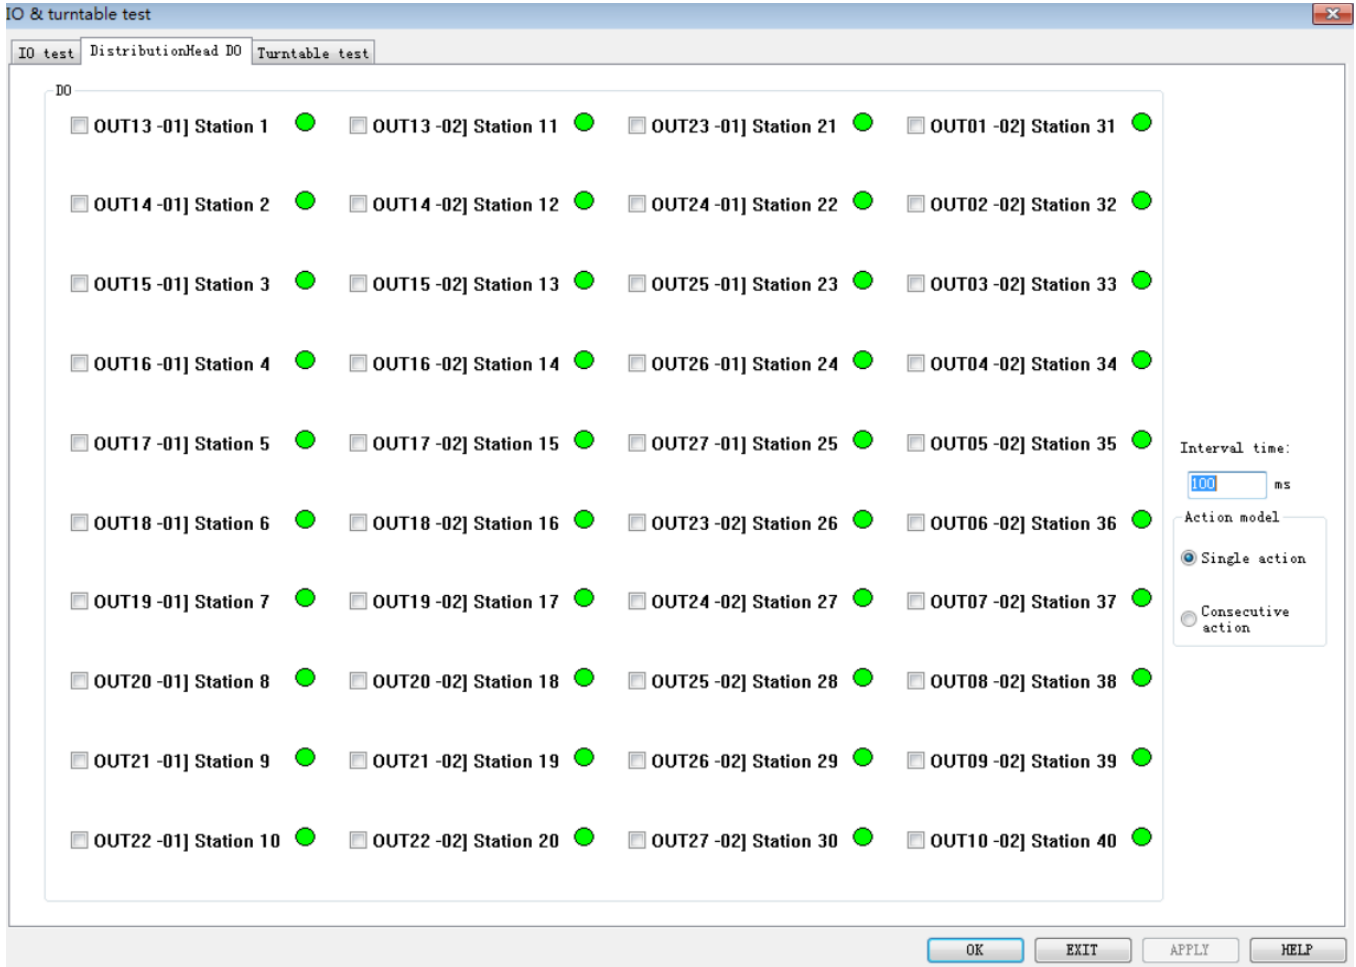 IO & turntable test
IO test DistributionHead DO Turntable test
DO
OUT13 -01] Station 1 OUT13 -02] Station 11 OUT23 -01] Station 21 OUT01 -02] Station 31
OUT14 -01] Station 2 OUT14 -02] Station 12 OUT24 -01] Station 22 OUT02 -02] Station 32
OUT15 -01] Station 3 OUT15 -02] Station 13 OUT25 -01] Station 23 OUT03 -02] Station 33
OUT16 -01] Station 4 OUT16 -02] Station 14 OUT26 -01] Station 24 OUT04 -02] Station 34
OUT17 -01] Station 5 OUT17 -02] Station 15 OUT27 -01] Station 25 OUT05 -02] Station 35
OUT18 -01] Station 6 OUT18 -02] Station 16 OUT23 -02] Station 26 OUT06 -02] Station 36
OUT19 -01] Station 7 OUT19 -02] Station 17 OUT24 -02] Station 27 OUT07 -02] Station 37
OUT20 -01] Station 8 OUT20 -02] Station 18 OUT25 -02] Station 28 OUT08 -02] Station 38
OUT21 -01] Station 9 OUT21 -02] Station 19 OUT26 -02] Station 29 OUT09 -02] Station 39
OUT22 -01] Station 10 OUT22 -02] Station 20 OUT27 -02] Station 30 OUT10 -02] Station 40
Interval time:
100 ms
Action model
Single action
Consecutive
action
OK EXIT APPLY HELP